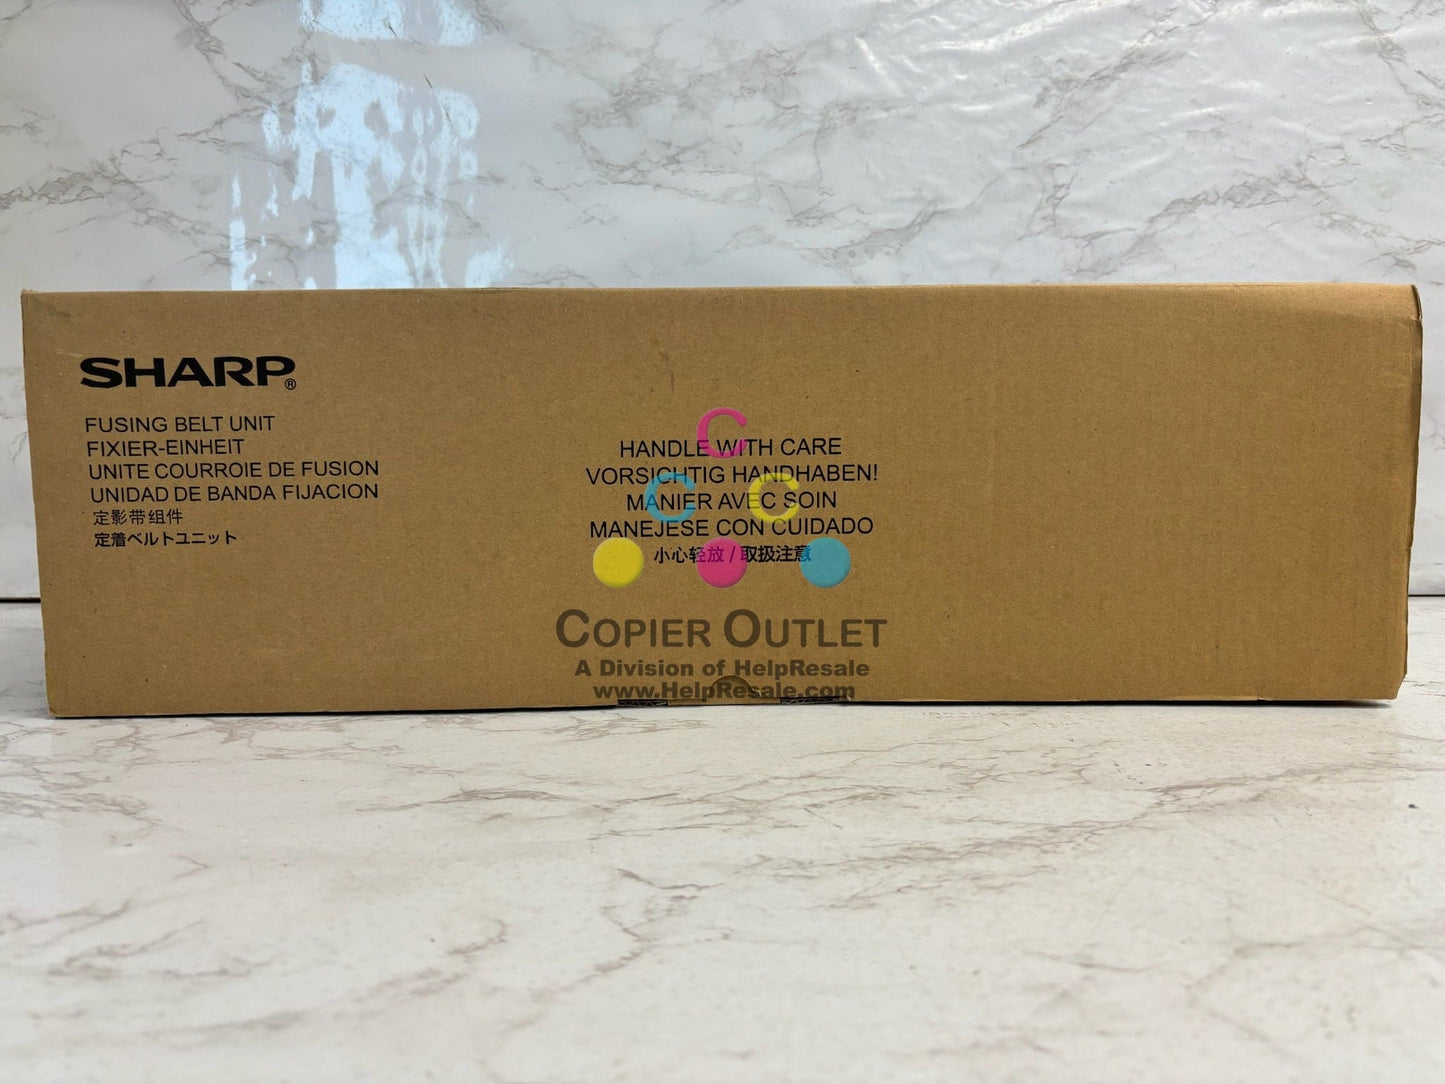 SHARP®
FUSING BELT UNIT
FIXIER-EINHEIT
UNITE COURROIE DE FUSION
UNIDAD DE BANDA FIJACION
定影带组件
定着ベルトユニット
HANDLE WITH CARE
VORSICHTIG HANDHABEN!
MANIER AVEC SOIN
MANEJESE CON CUIDADO
小心轻放 / 取扱注意
C
C C
COPIER OUTLET
A Division of HelpResale
www.HelpResale.com